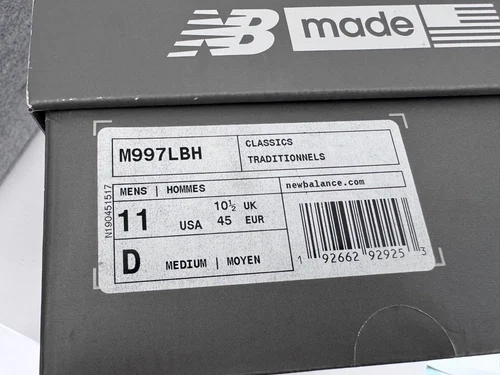 NB made
M997LBH
CLASSICS
TRADITIONNELS
MENS | HOMMES
newbalance.com
11 USA
10½ UK
45 EUR
D MEDIUM | MOYEN
1 92662 92925 3
N190451517